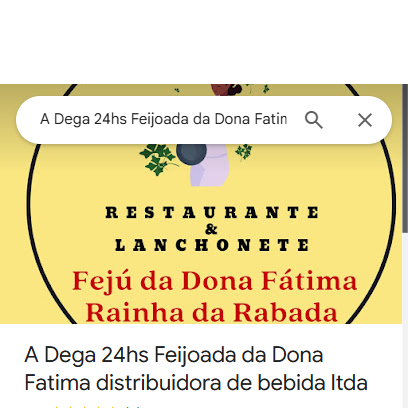 A Dega 24hs Feijoada da Dona Fatim
RESTAURANTE
&
LANCHONETE
Fejú da Dona Fátima
Rainha da Rabada
A Dega 24hs Feijoada da Dona
Fatima distribuidora de bebida ltda